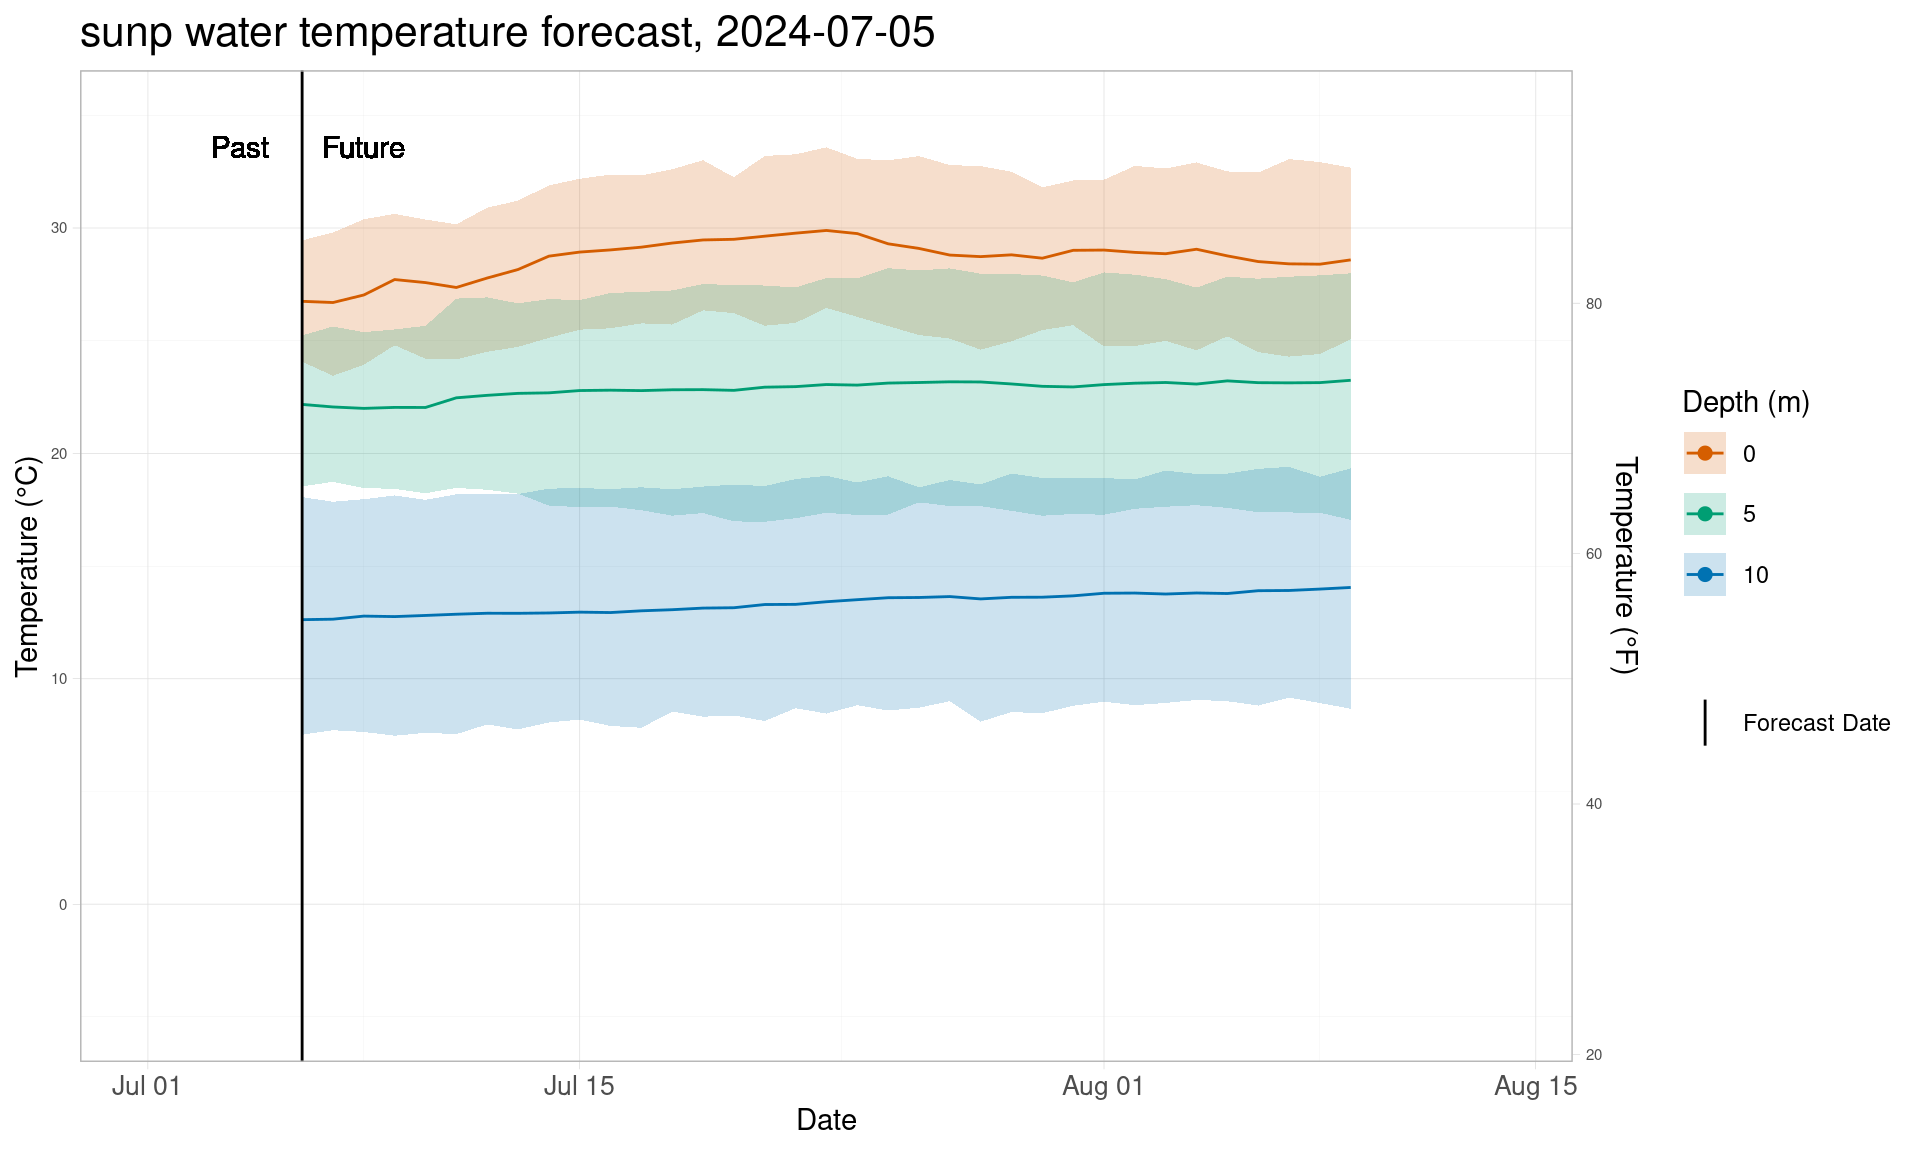 sunp water temperature forecast, 2024-07-05
Past
Future
30
20
10
0
Temperature (°C)
80
60
40
20
Temperature (°F)
Jul 01
Jul 15
Aug 01
Aug 15
Date
Depth (m)
0
5
10
Forecast Date